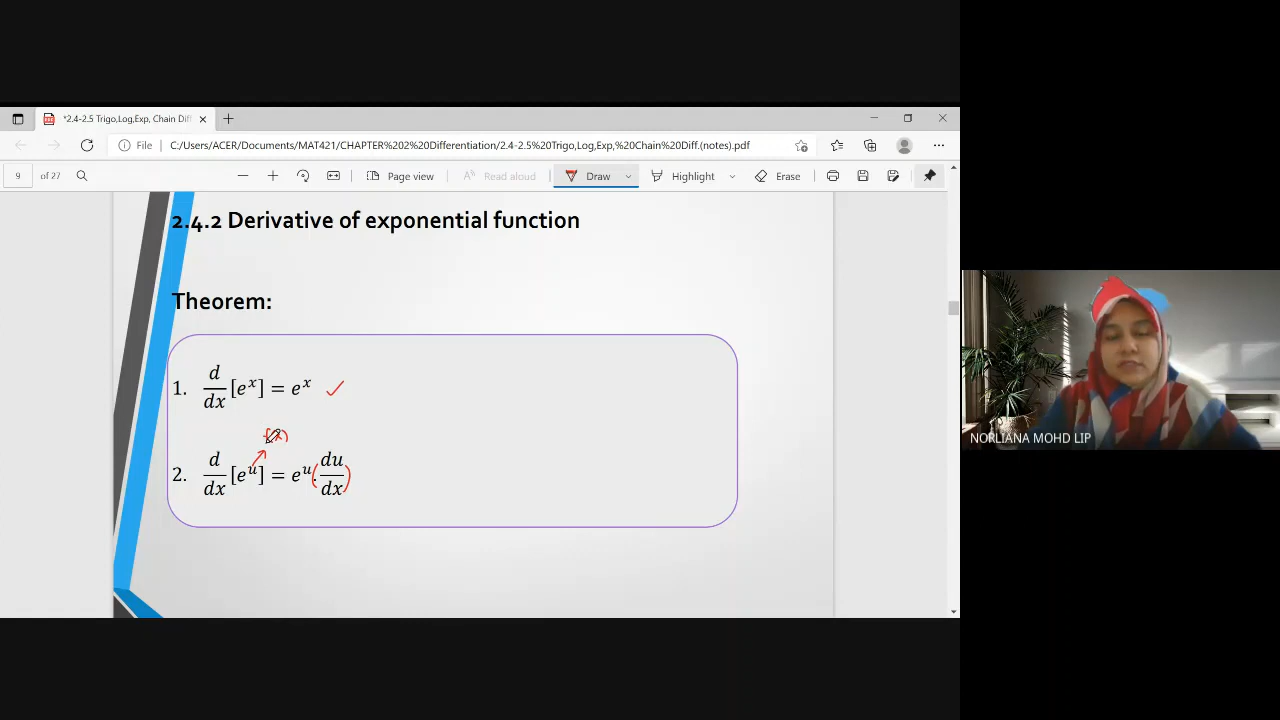 *2.4-2.5 Trigo,Log,Exp, Chain Dif
File C:/Users/ACER/Documents/MAT421/CHAPTER%202%20Differentiation/2.4-2.5%20Trigo,Log,Exp,%20Chain%20Diff.(notes).pdf
9 of 27 Page view Read aloud Draw Highlight Erase
2.4.2 Derivative of exponential function
Theorem:
1. d/dx [e^x] = e^x ✓
f(x)
2. d/dx [e^u] = e^u.(du/dx)
NORLIANA MOHD LIP